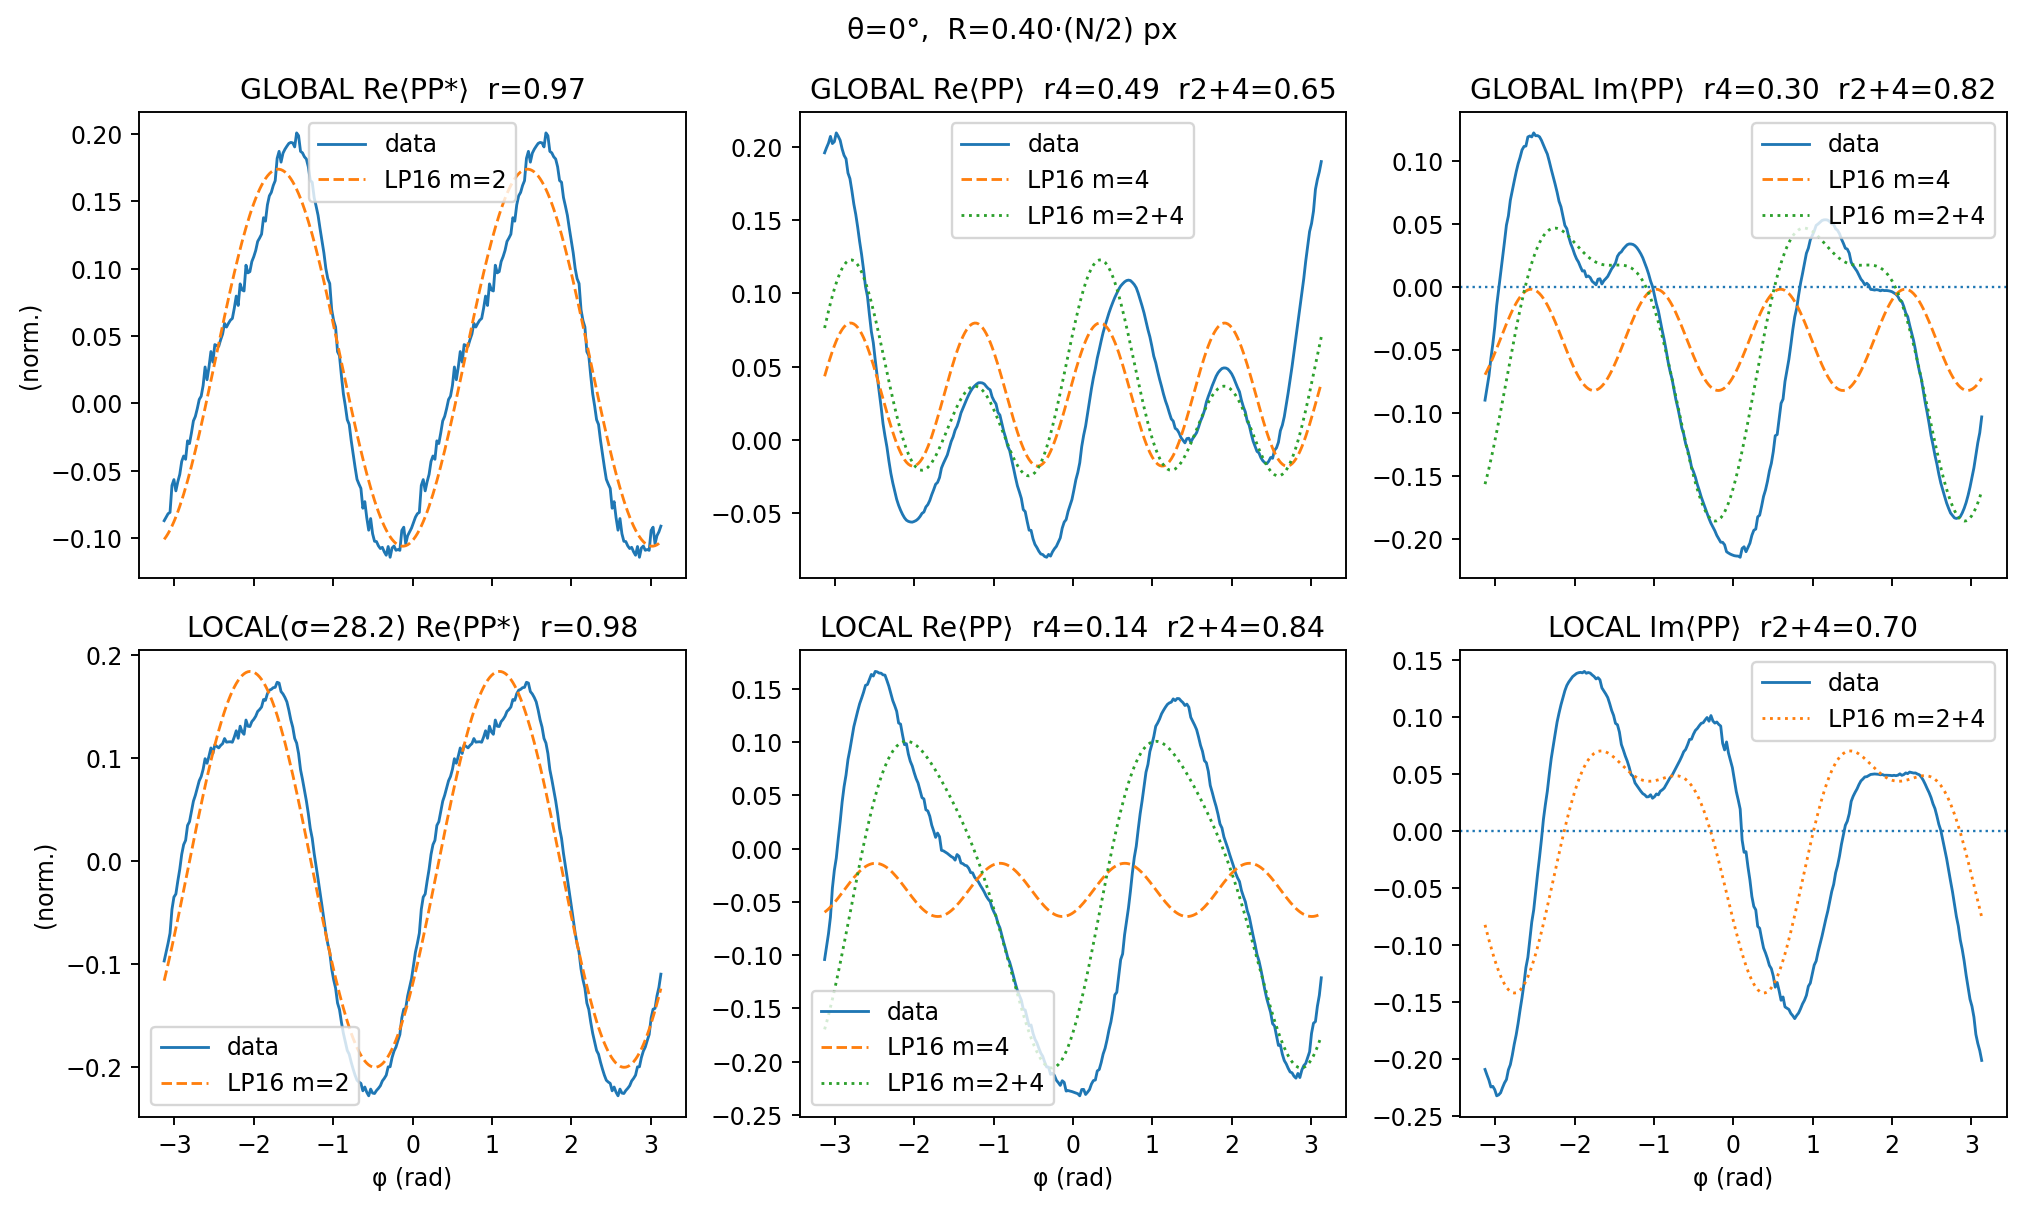 θ=0°,  R=0.40·(N/2) px
GLOBAL Re⟨PP*⟩  r=0.97
GLOBAL Re⟨PP⟩  r4=0.49  r2+4=0.65
GLOBAL Im⟨PP⟩  r4=0.30  r2+4=0.82
0.20
0.15
0.10
0.05
0.00
−0.05
−0.10
(norm.)
data
LP16 m=2
0.20
0.15
0.10
0.05
0.00
−0.05
data
LP16 m=4
LP16 m=2+4
0.10
0.05
0.00
−0.05
−0.10
−0.15
−0.20
data
LP16 m=4
LP16 m=2+4
LOCAL(σ=28.2) Re⟨PP*⟩  r=0.98
LOCAL Re⟨PP⟩  r4=0.14  r2+4=0.84
LOCAL Im⟨PP⟩  r2+4=0.70
0.2
0.1
0.0
−0.1
−0.2
(norm.)
data
LP16 m=2
−3 −2 −1 0 1 2 3
φ (rad)
0.15
0.10
0.05
0.00
−0.05
−0.10
−0.15
−0.20
−0.25
data
LP16 m=4
LP16 m=2+4
−3 −2 −1 0 1 2 3
φ (rad)
0.15
0.10
0.05
0.00
−0.05
−0.10
−0.15
−0.20
−0.25
data
LP16 m=2+4
−3 −2 −1 0 1 2 3
φ (rad)